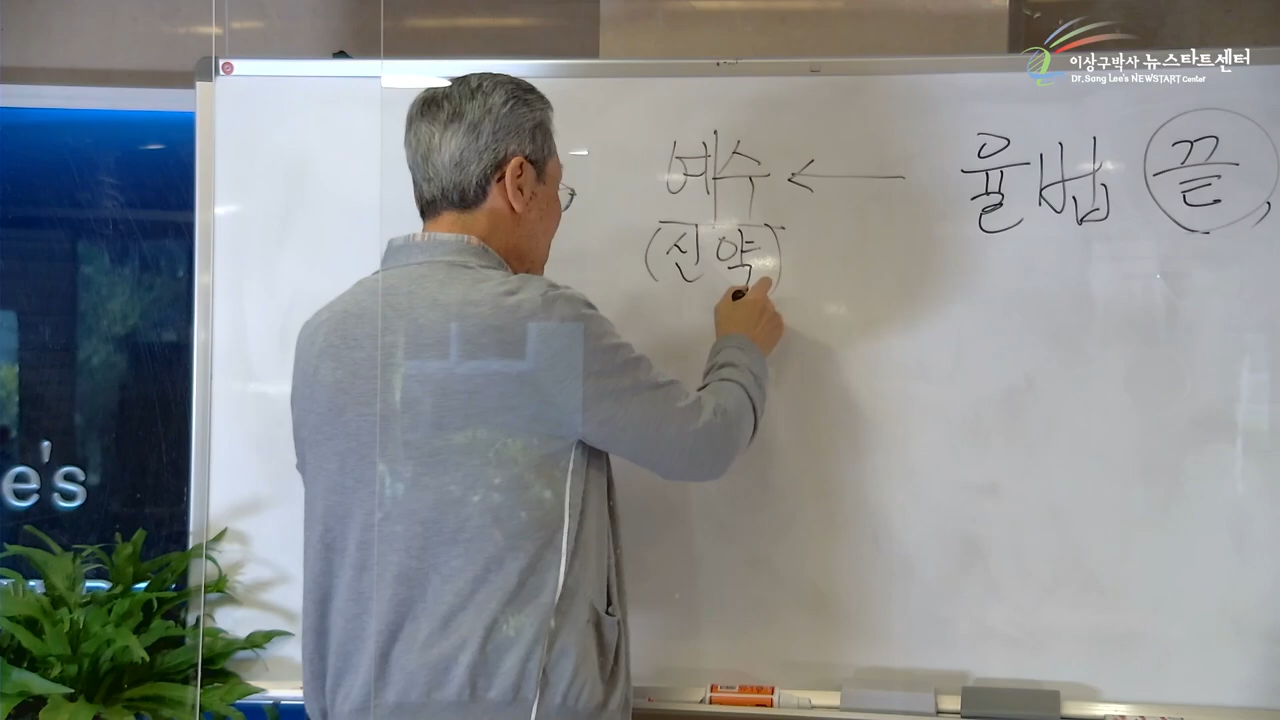 이상구박사 뉴스타트센터
Dr. Sang Lee's NEWSTART Center
예수 ← 율법 끝,
(신약)
e's